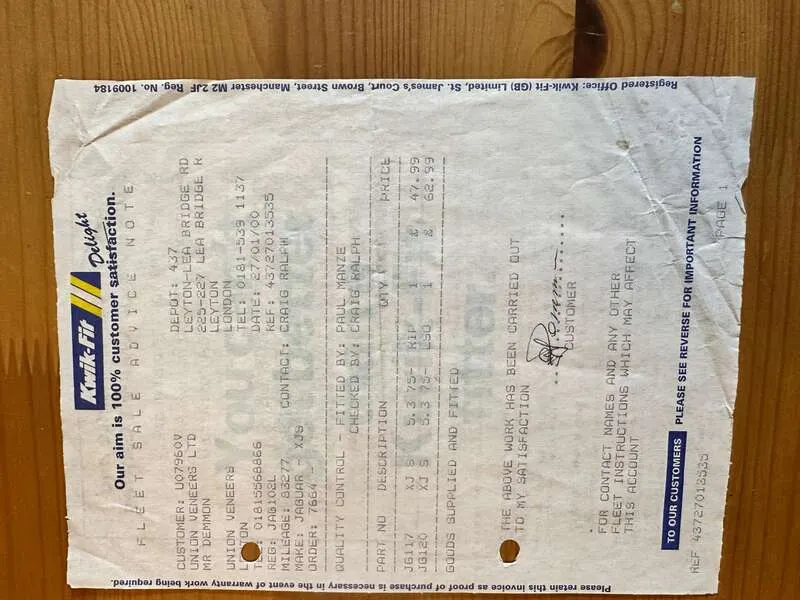 Kwik-Fit
Our aim is 100% customer satisfaction.
Delight
FLEET SALE ADVICE NOTE
CUSTOMER: U07960V DEPOT: 437
UNION VENEERS LTD LEYTON-LEA BRIDGE RD
MR DEMMON 225-227 LEA BRIDGE R
LEYTON
UNION VENEERS LONDON
TEL: 0181-539 1137
TEL: 01815568866 DATE: 27/01/00
REG: JAG102L REF: 43727013535
MILEAGE: 83277 CONTACT: CRAIG RALPH
MAKE: JAGUAR - XJS
ORDER: 7664
QUALITY CONTROL - FITTED BY: PAUL MANZE
CHECKED BY: CRAIG RALPH
PART NO DESCRIPTION QTY PRICE
JG117 XJ S 5.3 75- KIP 1 £ 47.99
JG120 XJ S 5.3 75- LSO 1 £ 62.99
GOODS SUPPLIED AND FITTED
THE ABOVE WORK HAS BEEN CARRIED OUT
TO MY SATISFACTION
CUSTOMER
FOR CONTACT NAMES AND ANY OTHER
FLEET INSTRUCTIONS WHICH MAY AFFECT
THIS ACCOUNT
TO OUR CUSTOMERS PLEASE SEE REVERSE FOR IMPORTANT INFORMATION
REF 43727013535 PAGE 1
Please retain this invoice as proof of purchase is necessary in the event of warranty work being required.
Registered Office: Kwik-Fit (GB) Limited, St. James's Court, Brown Street, Manchester M2 2JF Reg. No. 1009184